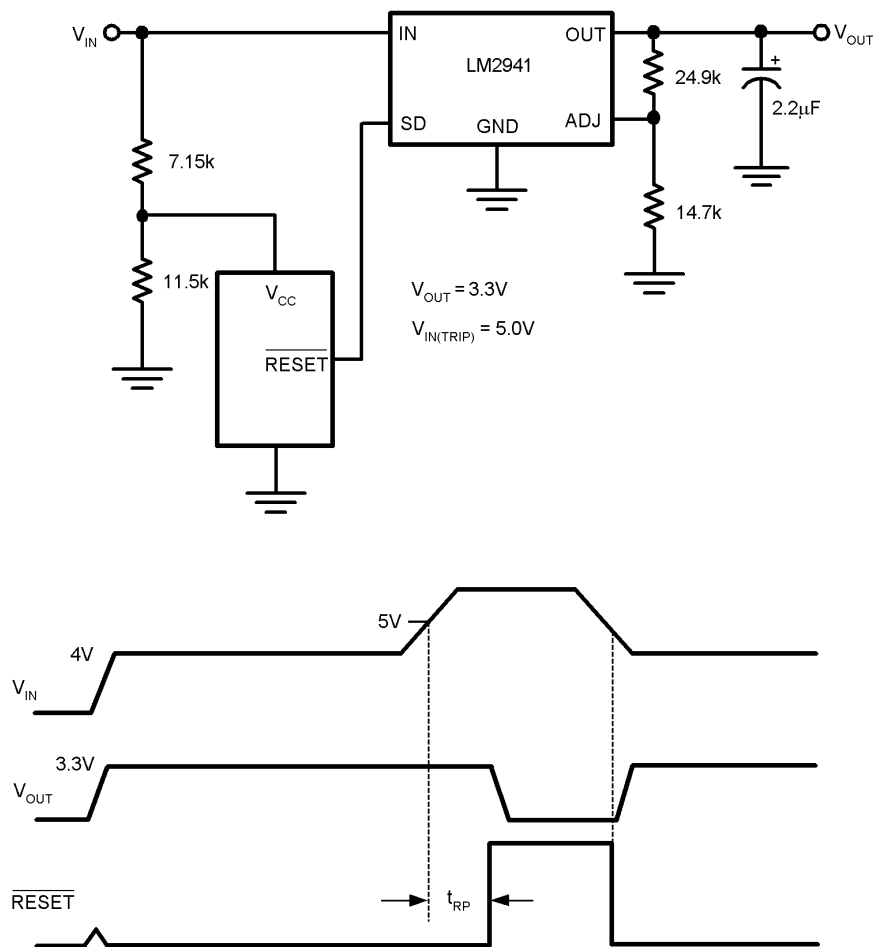 V_IN
IN
OUT
V_OUT
LM2941
24.9k
+
2.2μF
SD
GND
ADJ
7.15k
14.7k
11.5k
V_CC
V_OUT = 3.3V
V_IN(TRIP) = 5.0V
RESET
5V
4V
V_IN
3.3V
V_OUT
RESET
t_RP